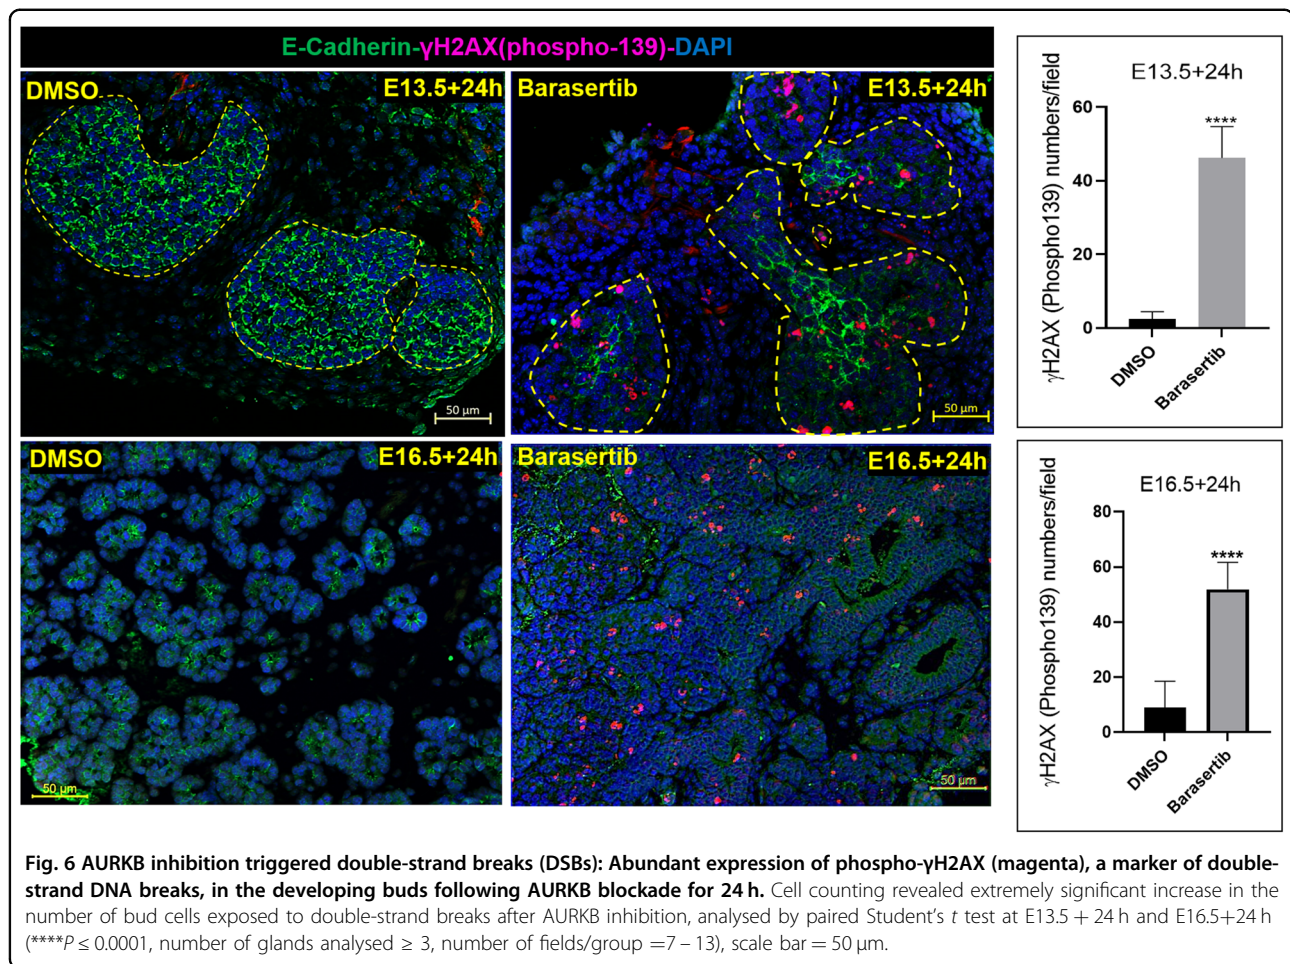 E-Cadherin-γH2AX(phospho-139)-DAPI
DMSO
E13.5+24h
50 μm
Barasertib
E13.5+24h
50 μm
E13.5+24h
γH2AX (Phospho139) numbers/field
60
40
20
0
****
DMSO
Barasertib
DMSO
E16.5+24h
50 μm
Barasertib
E16.5+24h
50 μm
E16.5+24h
γH2AX (Phospho139) numbers/field
80
60
40
20
0
****
DMSO
Barasertib
Fig. 6 AURKB inhibition triggered double-strand breaks (DSBs): Abundant expression of phospho-γH2AX (magenta), a marker of double-
strand DNA breaks, in the developing buds following AURKB blockade for 24 h. Cell counting revealed extremely significant increase in the
number of bud cells exposed to double-strand breaks after AURKB inhibition, analysed by paired Student's t test at E13.5 + 24 h and E16.5+24 h
(****P ≤ 0.0001, number of glands analysed ≥ 3, number of fields/group =7 – 13), scale bar = 50 μm.